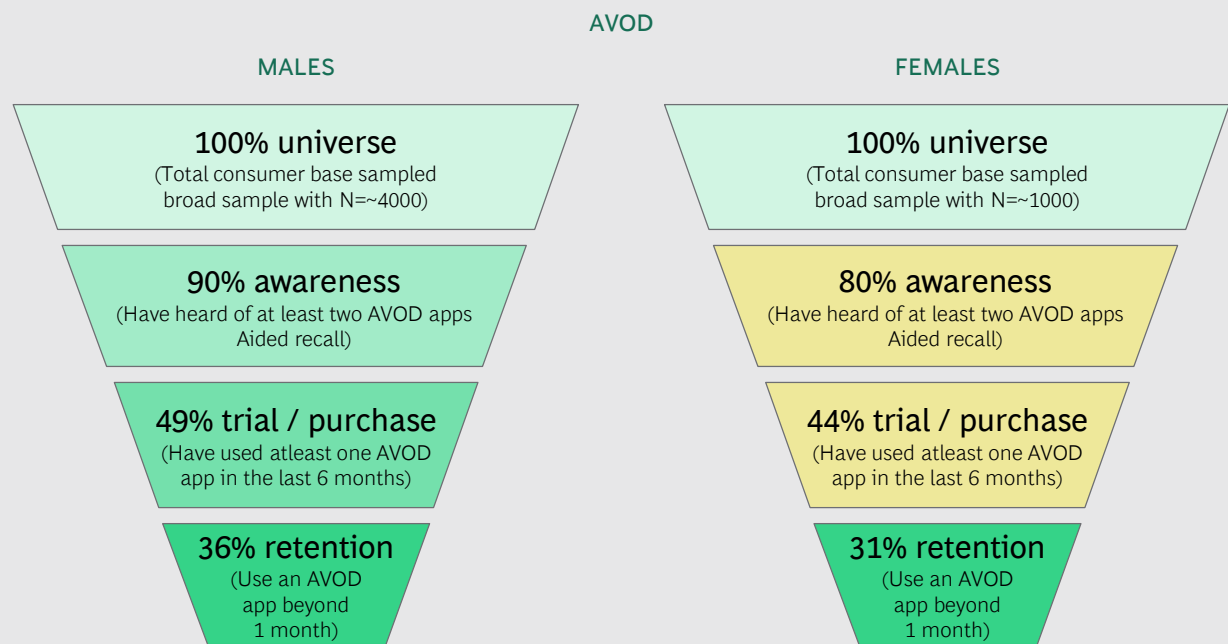 AVOD
MALES
100% universe
(Total consumer base sampled
broad sample with N=~4000)
90% awareness
(Have heard of at least two AVOD apps
Aided recall)
49% trial / purchase
(Have used atleast one AVOD
app in the last 6 months)
36% retention
(Use an AVOD
app beyond
1 month)
FEMALES
100% universe
(Total consumer base sampled
broad sample with N=~1000)
80% awareness
(Have heard of at least two AVOD apps
Aided recall)
44% trial / purchase
(Have used atleast one AVOD
app in the last 6 months)
31% retention
(Use an AVOD
app beyond
1 month)